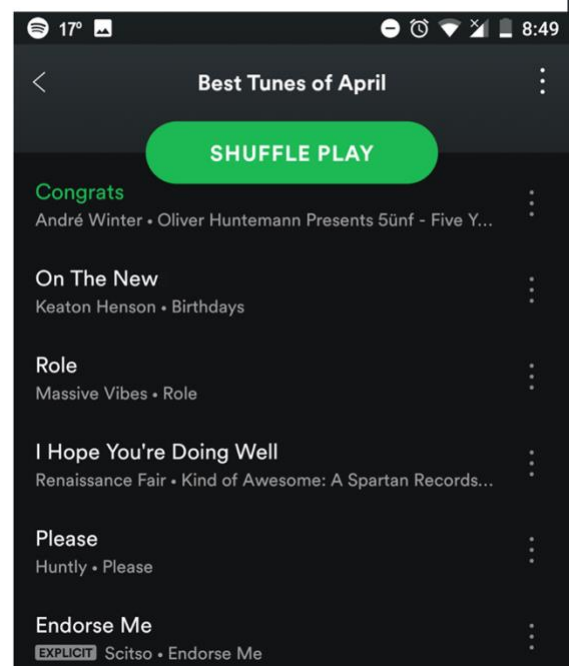 17° 8:49
Best Tunes of April
SHUFFLE PLAY
Congrats
André Winter • Oliver Huntemann Presents 5ünf - Five Y...
On The New
Keaton Henson • Birthdays
Role
Massive Vibes • Role
I Hope You're Doing Well
Renaissance Fair • Kind of Awesome: A Spartan Records...
Please
Huntly • Please
Endorse Me
EXPLICIT Scitso • Endorse Me